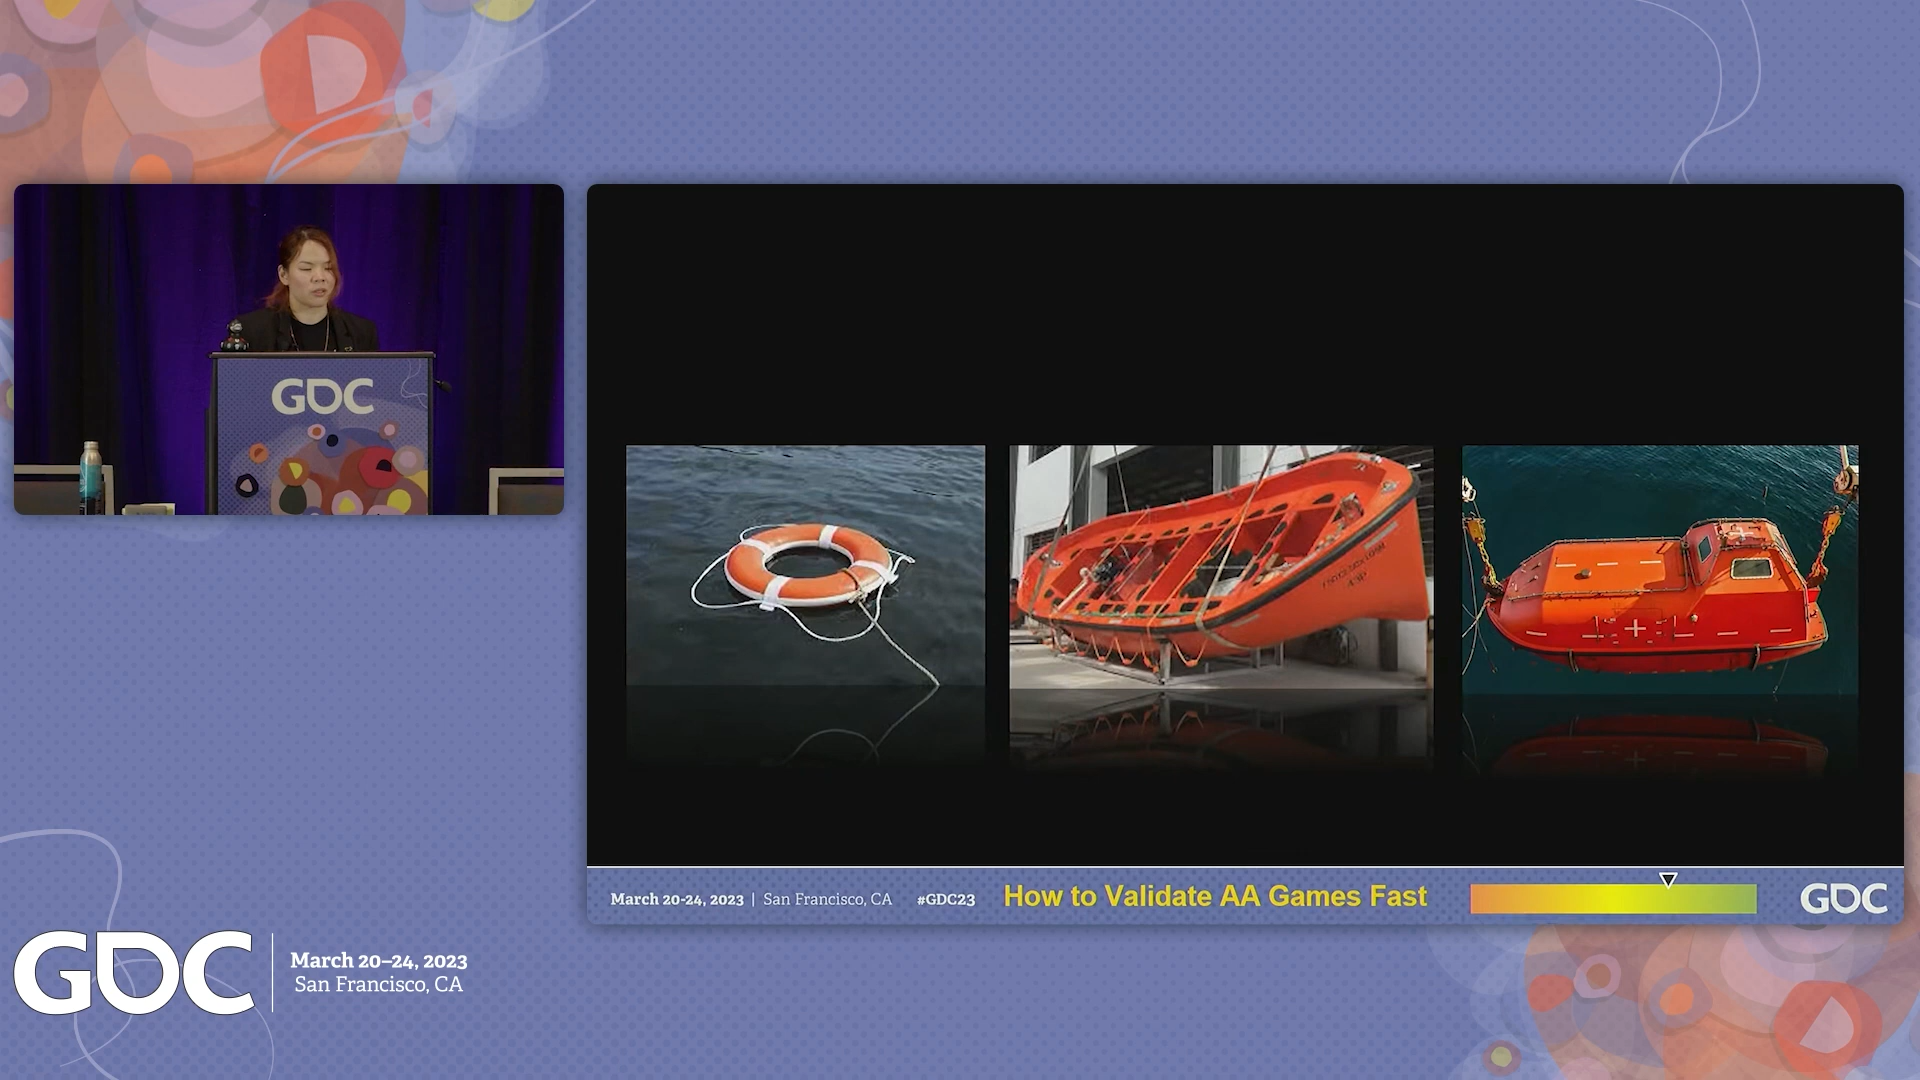 GDC
March 20-24, 2023 | San Francisco, CA #GDC23 How to Validate AA Games Fast GDC
GDC
March 20–24, 2023
San Francisco, CA